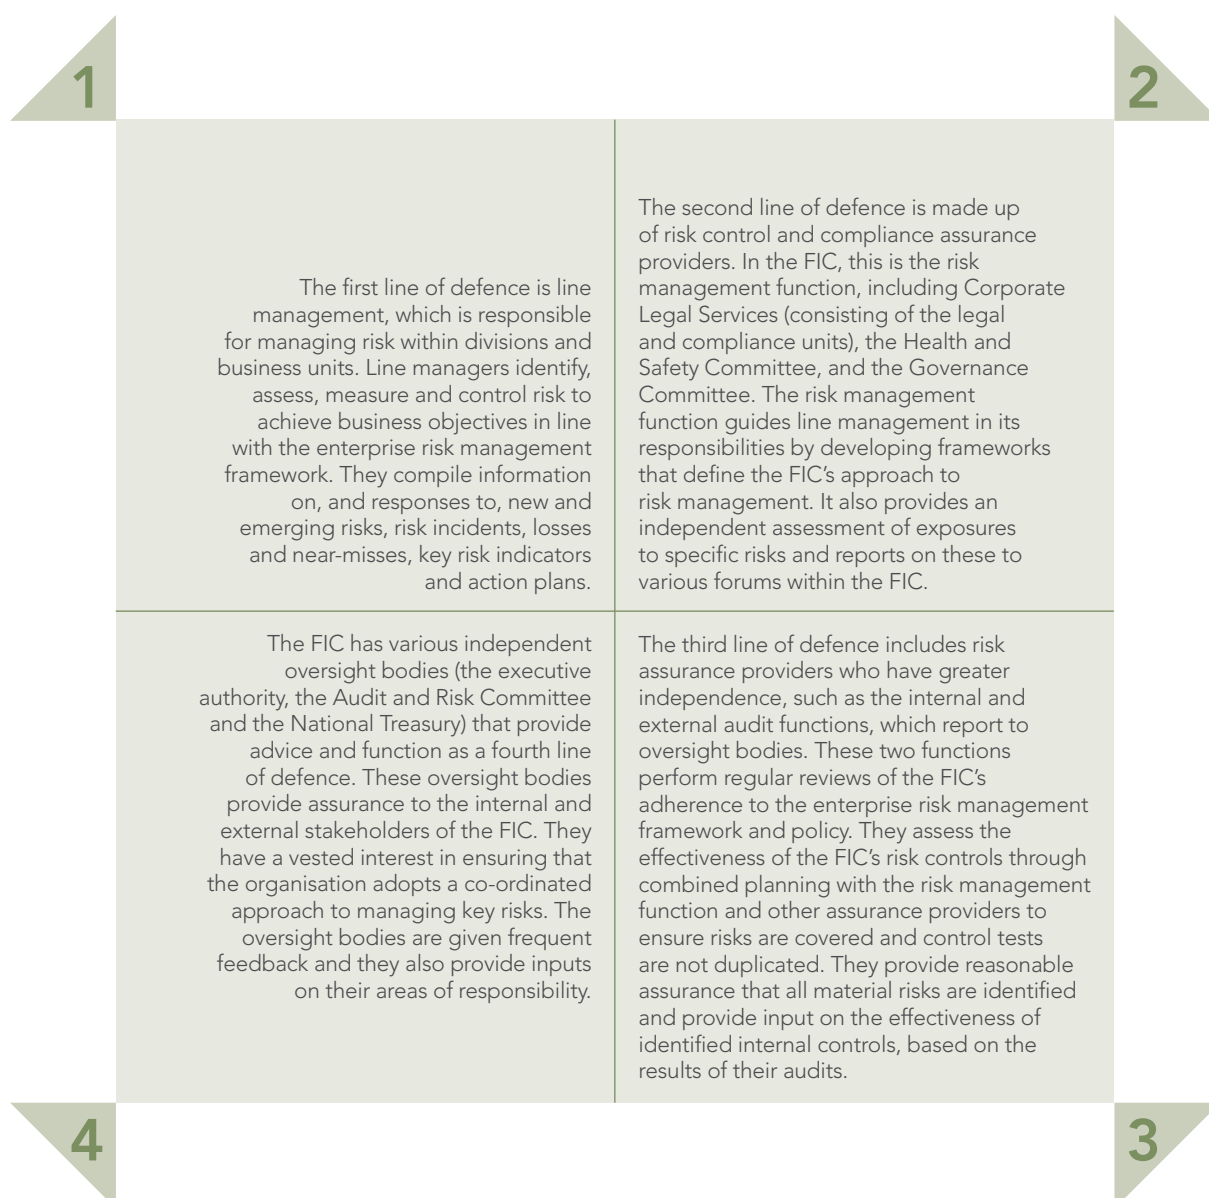 1
The first line of defence is line
management, which is responsible
for managing risk within divisions and
business units. Line managers identify,
assess, measure and control risk to
achieve business objectives in line
with the enterprise risk management
framework. They compile information
on, and responses to, new and
emerging risks, risk incidents, losses
and near-misses, key risk indicators
and action plans.
2
The second line of defence is made up
of risk control and compliance assurance
providers. In the FIC, this is the risk
management function, including Corporate
Legal Services (consisting of the legal
and compliance units), the Health and
Safety Committee, and the Governance
Committee. The risk management
function guides line management in its
responsibilities by developing frameworks
that define the FIC’s approach to
risk management. It also provides an
independent assessment of exposures
to specific risks and reports on these to
various forums within the FIC.
3
The third line of defence includes risk
assurance providers who have greater
independence, such as the internal and
external audit functions, which report to
oversight bodies. These two functions
perform regular reviews of the FIC’s
adherence to the enterprise risk management
framework and policy. They assess the
effectiveness of the FIC’s risk controls through
combined planning with the risk management
function and other assurance providers to
ensure risks are covered and control tests
are not duplicated. They provide reasonable
assurance that all material risks are identified
and provide input on the effectiveness of
identified internal controls, based on the
results of their audits.
4
The FIC has various independent
oversight bodies (the executive
authority, the Audit and Risk Committee
and the National Treasury) that provide
advice and function as a fourth line
of defence. These oversight bodies
provide assurance to the internal and
external stakeholders of the FIC. They
have a vested interest in ensuring that
the organisation adopts a co-ordinated
approach to managing key risks. The
oversight bodies are given frequent
feedback and they also provide inputs
on their areas of responsibility.